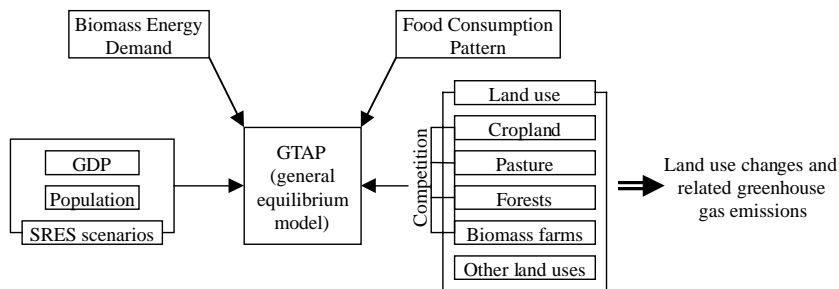 Biomass Energy
Demand
Food Consumption
Pattern
GDP
Population
SRES scenarios
GTAP
(general
equilibrium
model)
Competition
Land use
Cropland
Pasture
Forests
Biomass farms
Other land uses
Land use changes and
related greenhouse
gas emissions